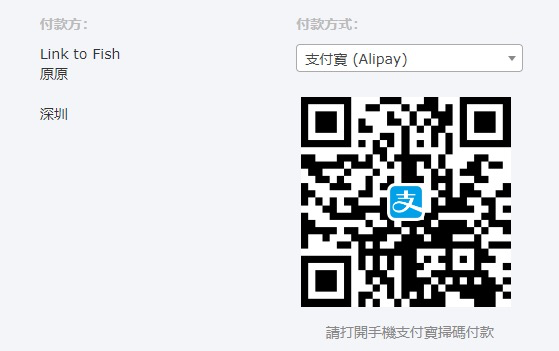 付款方：
Link to Fish
原原
深圳
付款方式：
支付寶 (Alipay)
支
請打開手機支付寶掃碼付款